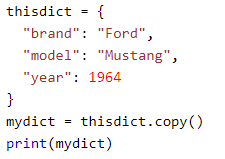 thisdict = {
  "brand": "Ford",
  "model": "Mustang",
  "year": 1964
}
mydict = thisdict.copy()
print(mydict)